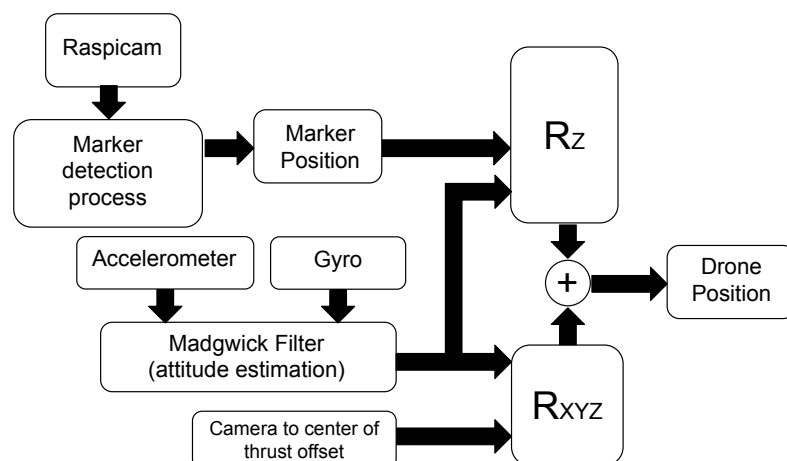 Raspicam
Marker
detection
process
Marker
Position
RZ
Accelerometer
Gyro
+
Drone
Position
Madgwick Filter
(attitude estimation)
RXYZ
Camera to center of
thrust offset